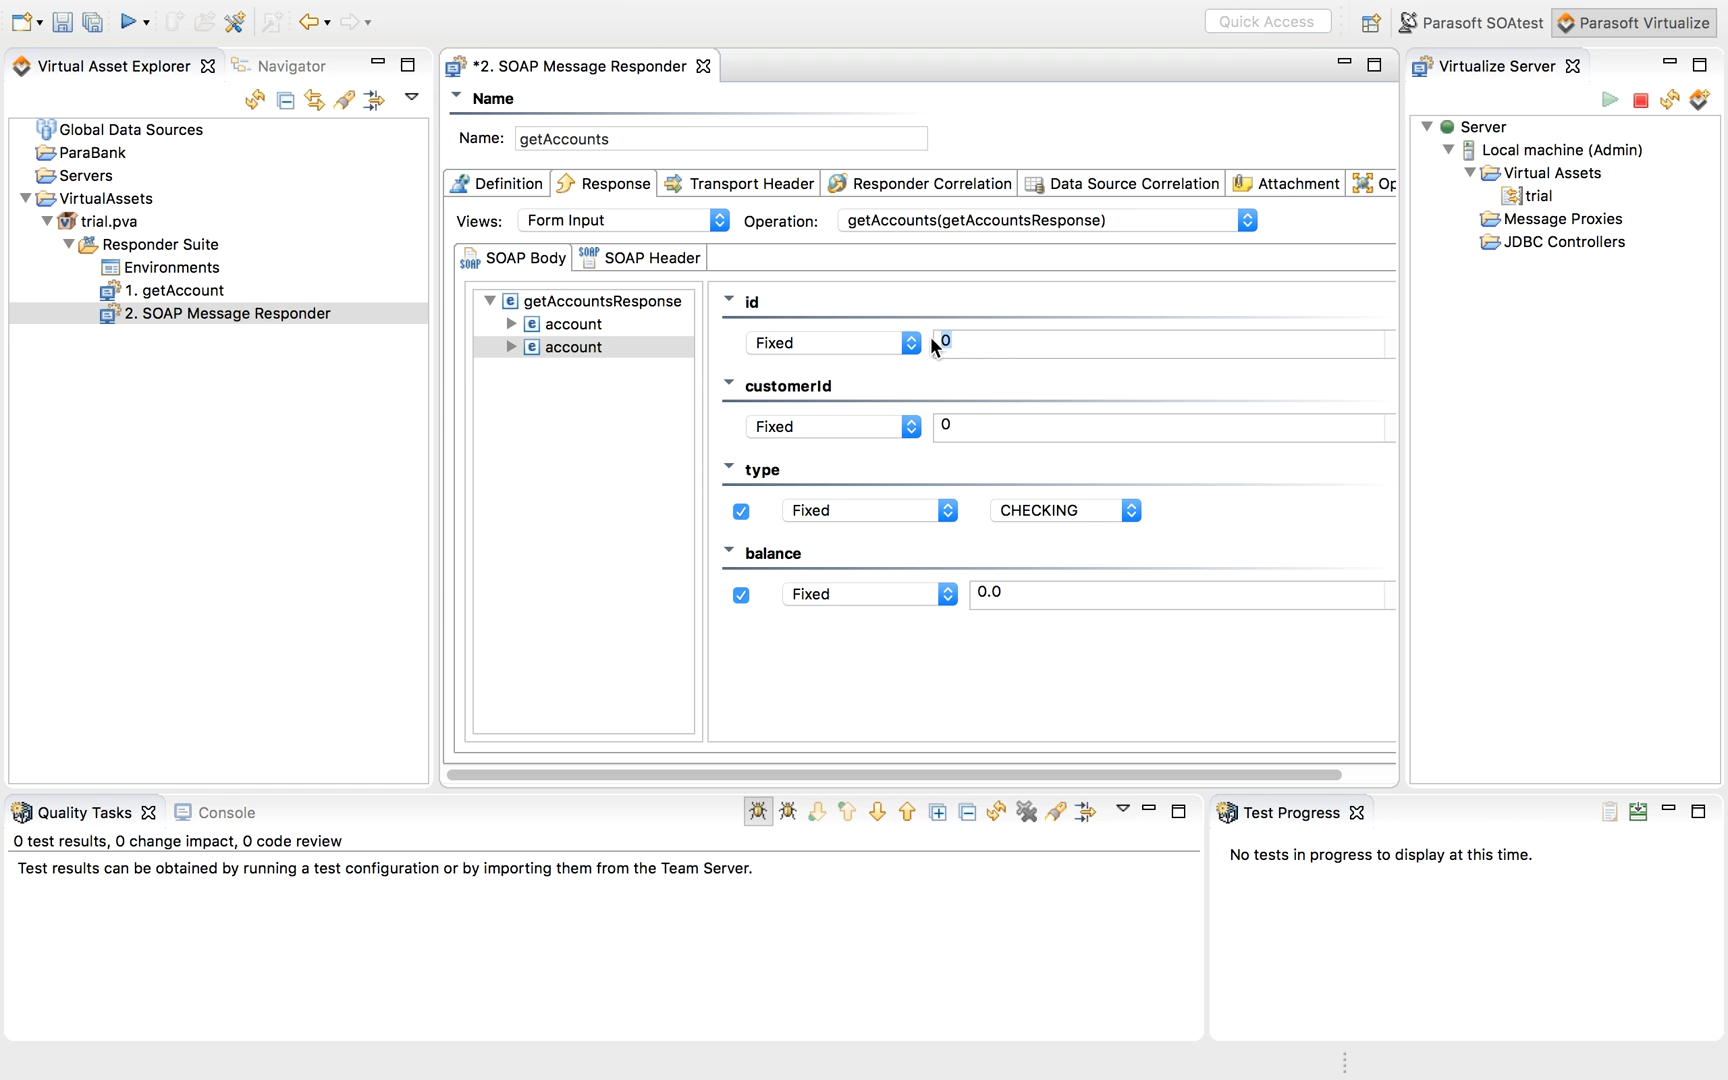 Quick Access
Parasoft SOAtest
Parasoft Virtualize
Virtual Asset Explorer
Navigator
Global Data Sources
ParaBank
Servers
VirtualAssets
trial.pva
Responder Suite
Environments
1. getAccount
2. SOAP Message Responder
*2. SOAP Message Responder
Name
Name: getAccounts
Definition
Response
Transport Header
Responder Correlation
Data Source Correlation
Attachment
Op
Views: Form Input
Operation: getAccounts(getAccountsResponse)
SOAP
SOAP Body
SOAP
SOAP Header
e getAccountsResponse
e account
e account
id
Fixed 0
customerId
Fixed 0
type
Fixed CHECKING
balance
Fixed 0.0
Virtualize Server
Server
Local machine (Admin)
Virtual Assets
trial
Message Proxies
JDBC Controllers
Quality Tasks
Console
0 test results, 0 change impact, 0 code review
Test results can be obtained by running a test configuration or by importing them from the Team Server.
Test Progress
No tests in progress to display at this time.